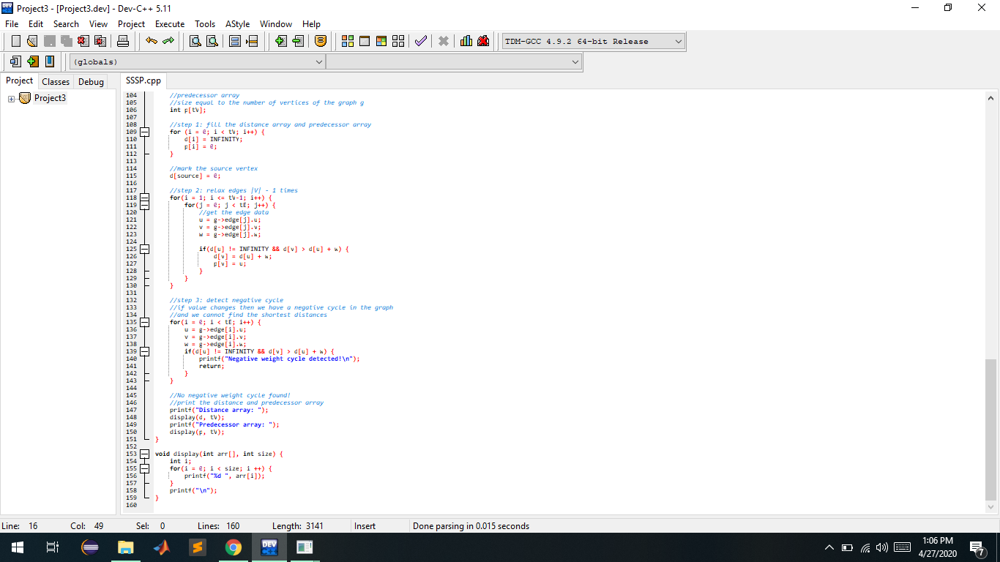 Project3 - [Project3.dev] - Dev-C++ 5.11
File Edit Search View Project Execute Tools AStyle Window Help
TDM-GCC 4.9.2 64-bit Release
(globals)
Project Classes Debug SSSP.cpp
Project3
104 //predecessor array
105 //size equal to the number of vertices of the graph g
106 int p[tV];
107
108 //step 1: fill the distance array and predecessor array
109 for (i = 0; i < tV; i++) {
110 d[i] = INFINITY;
111 p[i] = 0;
112 }
113
114 //mark the source vertex
115 d[source] = 0;
116
117 //step 2: relax edges |V| - 1 times
118 for(i = 1; i <= tV-1; i++) {
119 for(j = 0; j < tE; j++) {
120 //get the edge data
121 u = g->edge[j].u;
122 v = g->edge[j].v;
123 w = g->edge[j].w;
124
125 if(d[u] != INFINITY && d[v] > d[u] + w) {
126 d[v] = d[u] + w;
127 p[v] = u;
128 }
129 }
130 }
131
132 //step 3: detect negative cycle
133 //if value changes then we have a negative cycle in the graph
134 //and we cannot find the shortest distances
135 for(i = 0; i < tE; i++) {
136 u = g->edge[i].u;
137 v = g->edge[i].v;
138 w = g->edge[i].w;
139 if(d[u] != INFINITY && d[v] > d[u] + w) {
140 printf("Negative weight cycle detected!\n");
141 return;
142 }
143 }
144
145 //No negative weight cycle found!
146 //print the distance and predecessor array
147 printf("Distance array: ");
148 display(d, tV);
149 printf("Predecessor array: ");
150 display(p, tV);
151 }
152
153 void display(int arr[], int size) {
154 int i;
155 for(i = 0; i < size; i ++) {
156 printf("%d ", arr[i]);
157 }
158 printf("\n");
159 }
160
Line: 16 Col: 49 Sel: 0 Lines: 160 Length: 3141 Insert Done parsing in 0.015 seconds
DEV
1:06 PM
4/27/2020
7